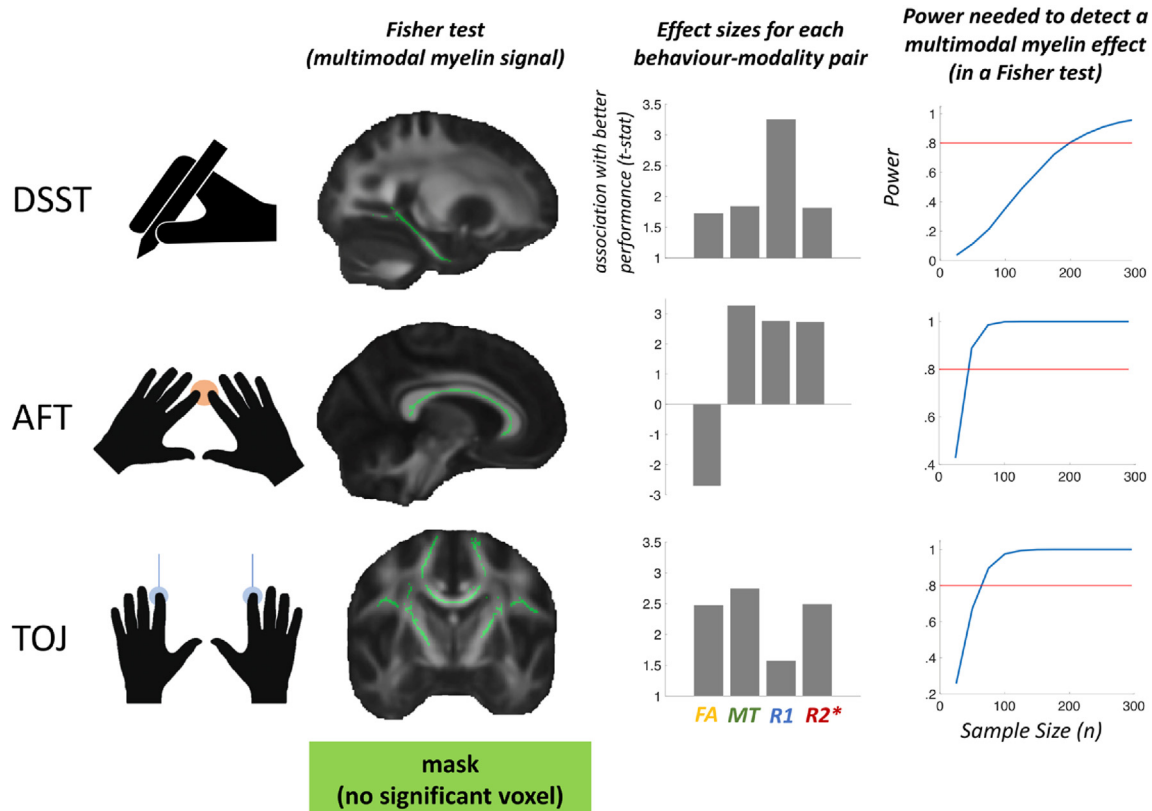 Fisher test
(multimodal myelin signal)
Effect sizes for each
behaviour-modality pair
Power needed to detect a
multimodal myelin effect
(in a Fisher test)
DSST
association with better
performance (t-stat)
3.5
3
2.5
2
1.5
1
Power
1
.8
.6
.4
.2
0
0 100 200 300
AFT
3
2
1
0
-1
-2
-3
1
.8
.6
.4
0 100 200 300
TOJ
3.5
3
2.5
2
1.5
1
FA MT R1 R2*
1
.8
.6
.4
.2
0 100 200 300
Sample Size (n)
mask
(no significant voxel)